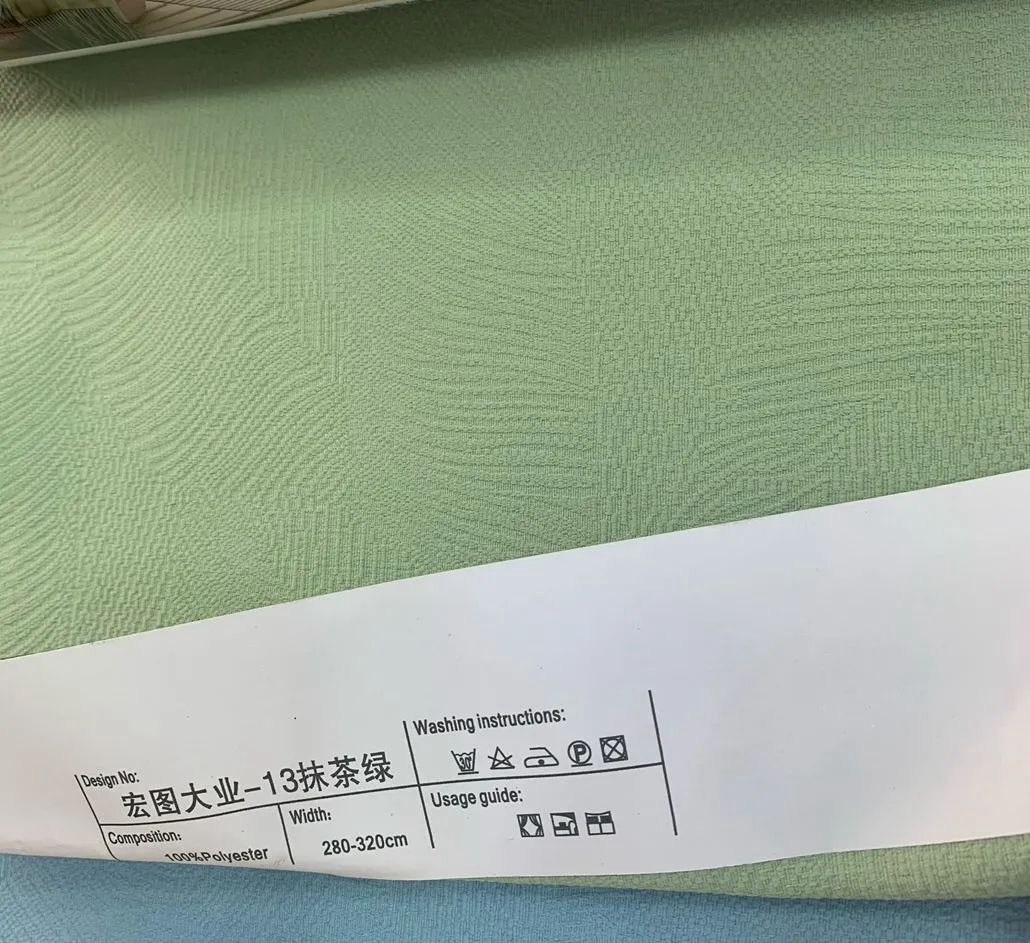 Design No:
宏图大业-13抹茶绿
Composition:
100%Polyester
Width:
280-320cm
Washing instructions:
30°
P
Usage guide: